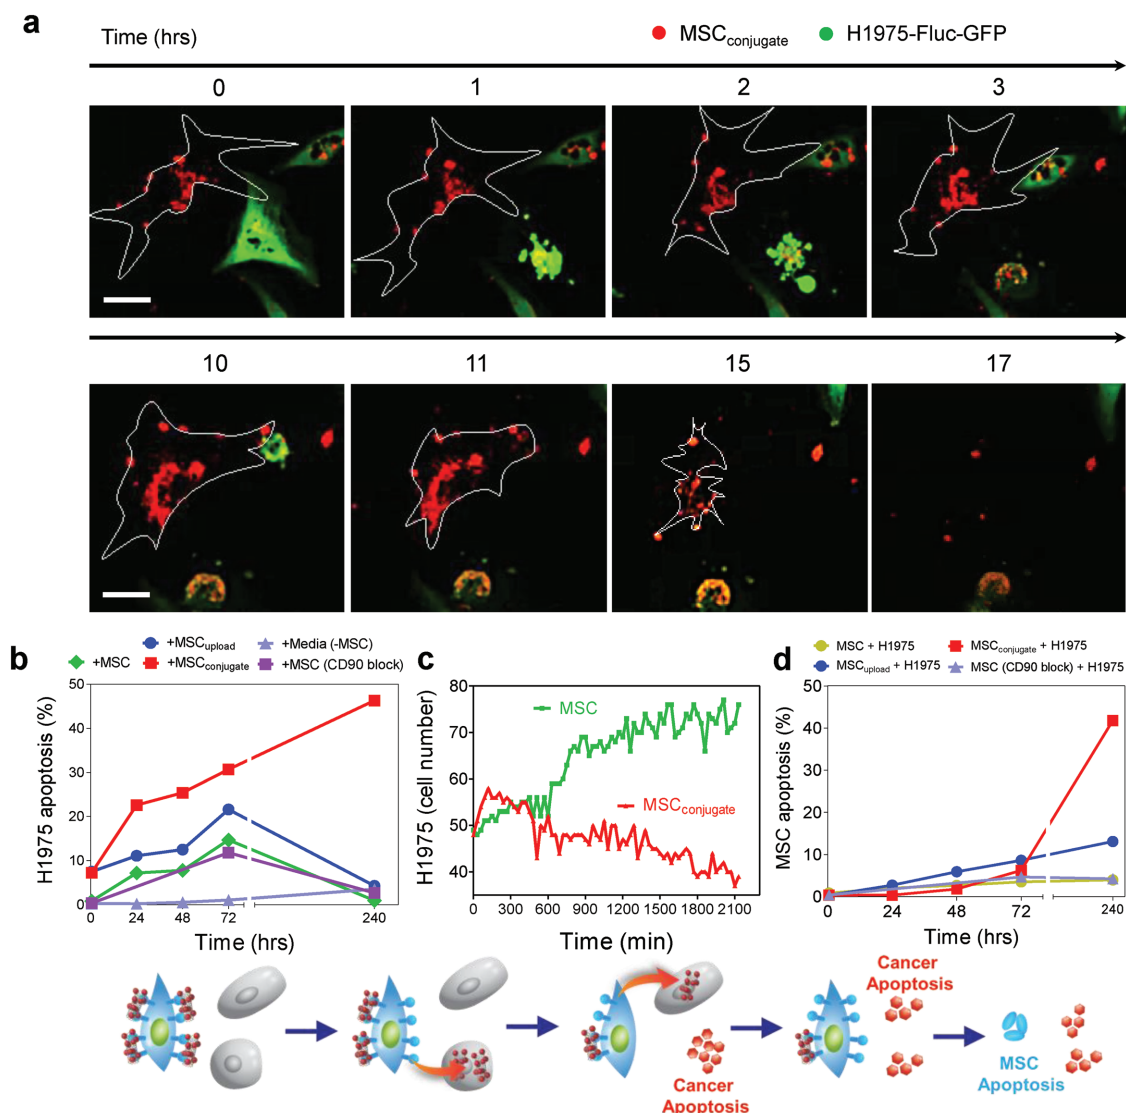 a
Time (hrs)
MSCconjugate
H1975-Fluc-GFP
0 1 2 3
10 11 15 17
b
+MSCupload
+Media (-MSC)
+MSC
+MSCconjugate
+MSC (CD90 block)
H1975 apoptosis (%)
50
40
30
20
10
0
0 24 48 72 240
Time (hrs)
c
MSC
MSCconjugate
H1975 (cell number)
80
70
60
50
40
0 300 600 900 1200 1500 1800 2100
Time (min)
d
MSC + H1975
MSCconjugate + H1975
MSCupload + H1975
MSC (CD90 block) + H1975
MSC apoptosis (%)
50
40
30
20
10
0
0 24 48 72 240
Time (hrs)
Cancer
Apoptosis
Cancer
Apoptosis
MSC
Apoptosis